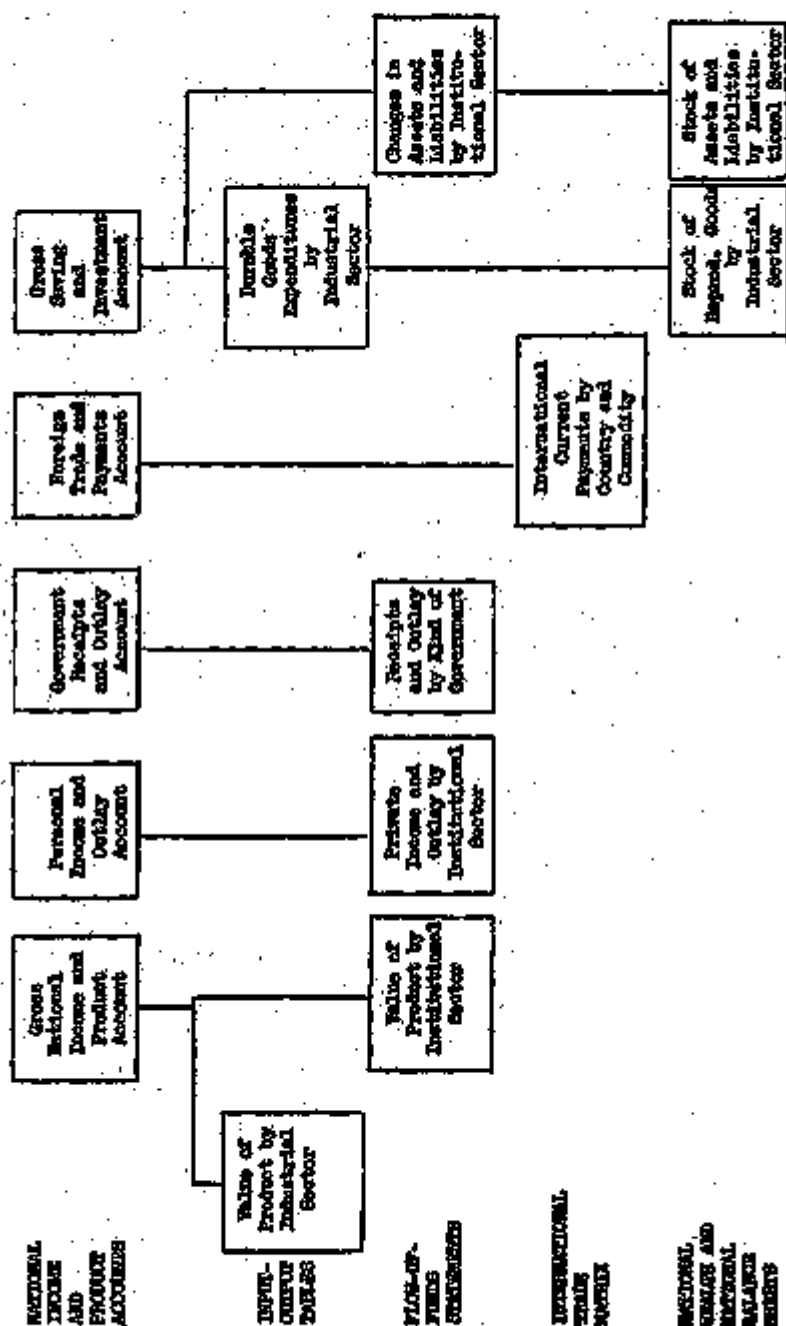 NATIONAL
INCOME
AND
PRODUCT
ACCOUNTS
Gross
National
Income and
Product
Account
Personal
Income and
Outlay
Account
Government
Receipts
and Outlay
Account
Foreign
Trade and
Payments
Account
Gross
Saving
and
Investment
Account
INPUT-
OUTPUT
TABLES
Value of
Product by
Industrial
Sector
Durable
Goods
Expenditures
by
Industrial
Sector
FLOW-OF-
FUNDS
STATEMENTS
Value of
Product by
Institutional
Sector
Private
Income and
Outlay by
Institutional
Sector
Receipts
and Outlay
by Kind of
Government
Changes in
Assets and
Liabilities
by Institu-
tional Sector
INTERNATIONAL
MATRIX
International
Current
Payments by
Country and
Commodity
NATIONAL
WEALTH AND
NATIONAL
BALANCE
SHEETS
Stock of
Goods
by
Industrial
Sector
Stock of
Assets and
Liabilities
by Institu-
tional Sector